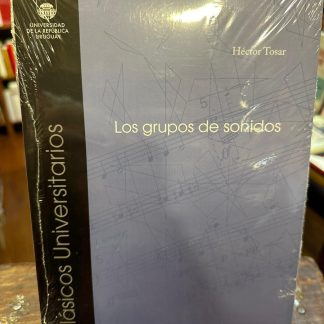 UNIVERSIDAD
DE LA REPÚBLICA
URUGUAY
Héctor Tosar
Los grupos de sonidos
lásicos Universitarios